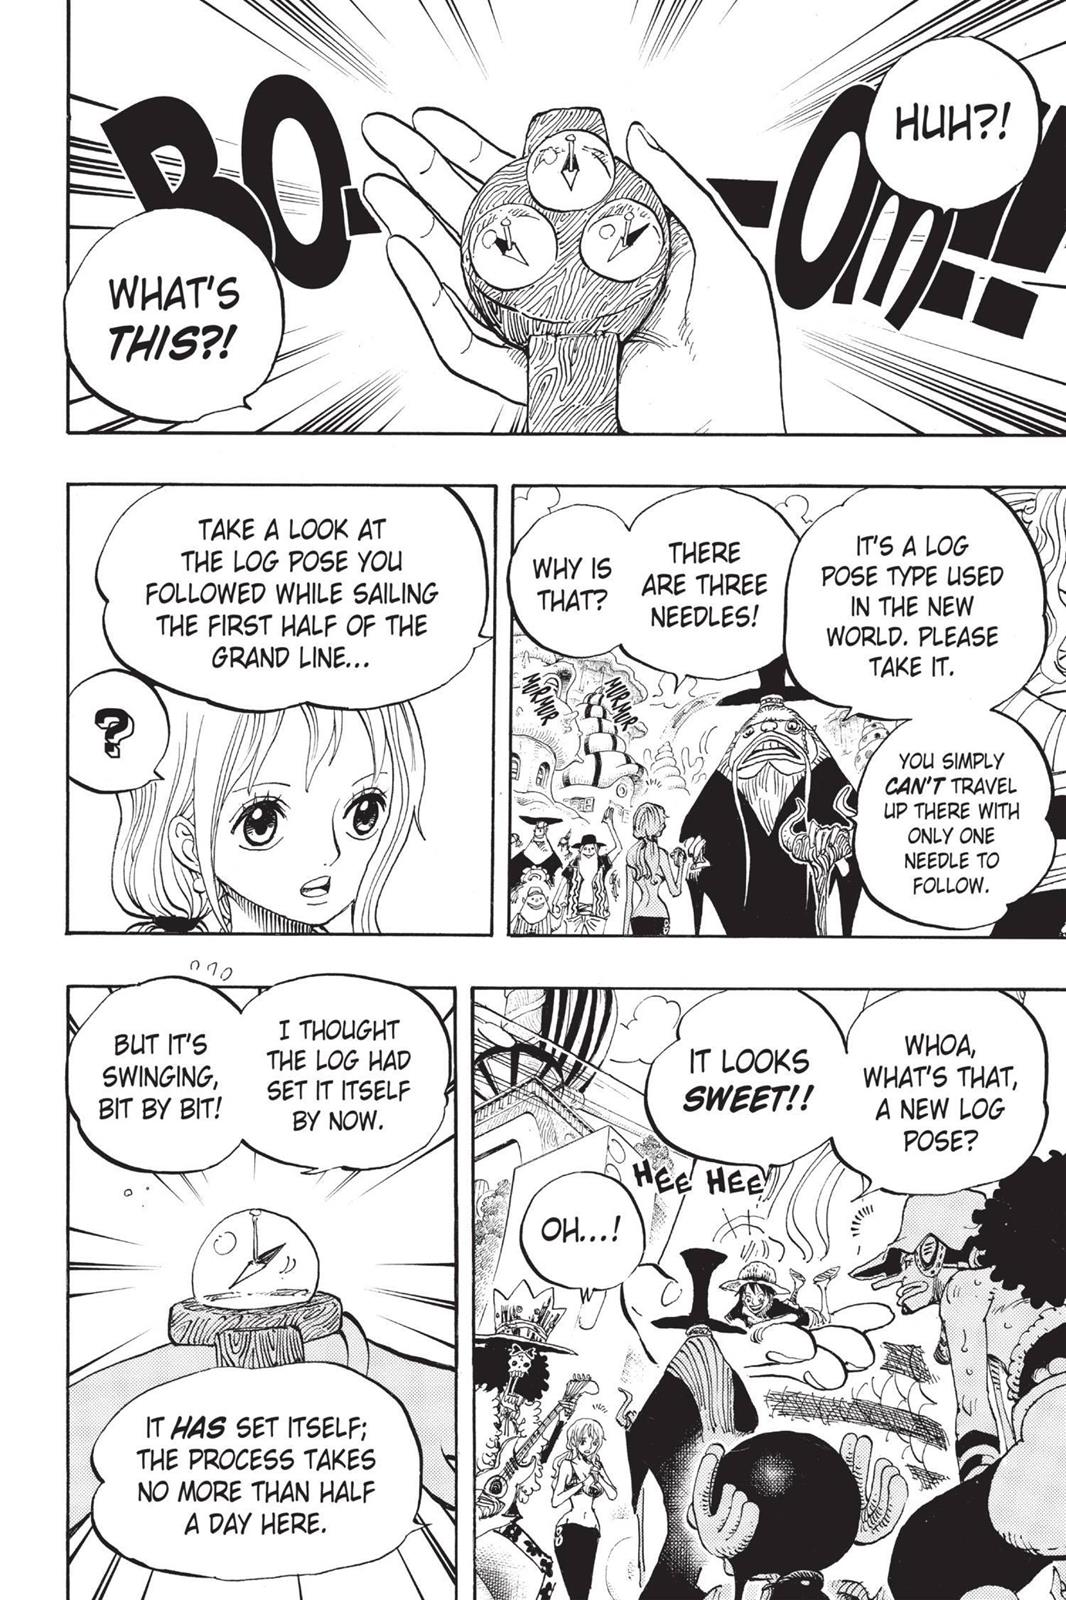 HUH?!
BO-
-OM!!
WHAT'S
THIS?!
IT'S A LOG
POSE TYPE USED
IN THE NEW
WORLD. PLEASE
TAKE IT.
THERE
ARE THREE
NEEDLES!
WHY IS
THAT?
YOU SIMPLY
CAN'T TRAVEL
UP THERE WITH
ONLY ONE
NEEDLE TO
FOLLOW.
MURMUR
MURMUR
TAKE A LOOK AT
THE LOG POSE YOU
FOLLOWED WHILE SAILING
THE FIRST HALF OF THE
GRAND LINE...
?
WHOA,
WHAT'S THAT,
A NEW LOG
POSE?
IT LOOKS
SWEET!!
HEE HEE
OH...!
I THOUGHT
THE LOG HAD
SET IT ITSELF
BY NOW.
BUT IT'S
SWINGING,
BIT BY BIT!
IT HAS SET ITSELF;
THE PROCESS TAKES
NO MORE THAN HALF
A DAY HERE.